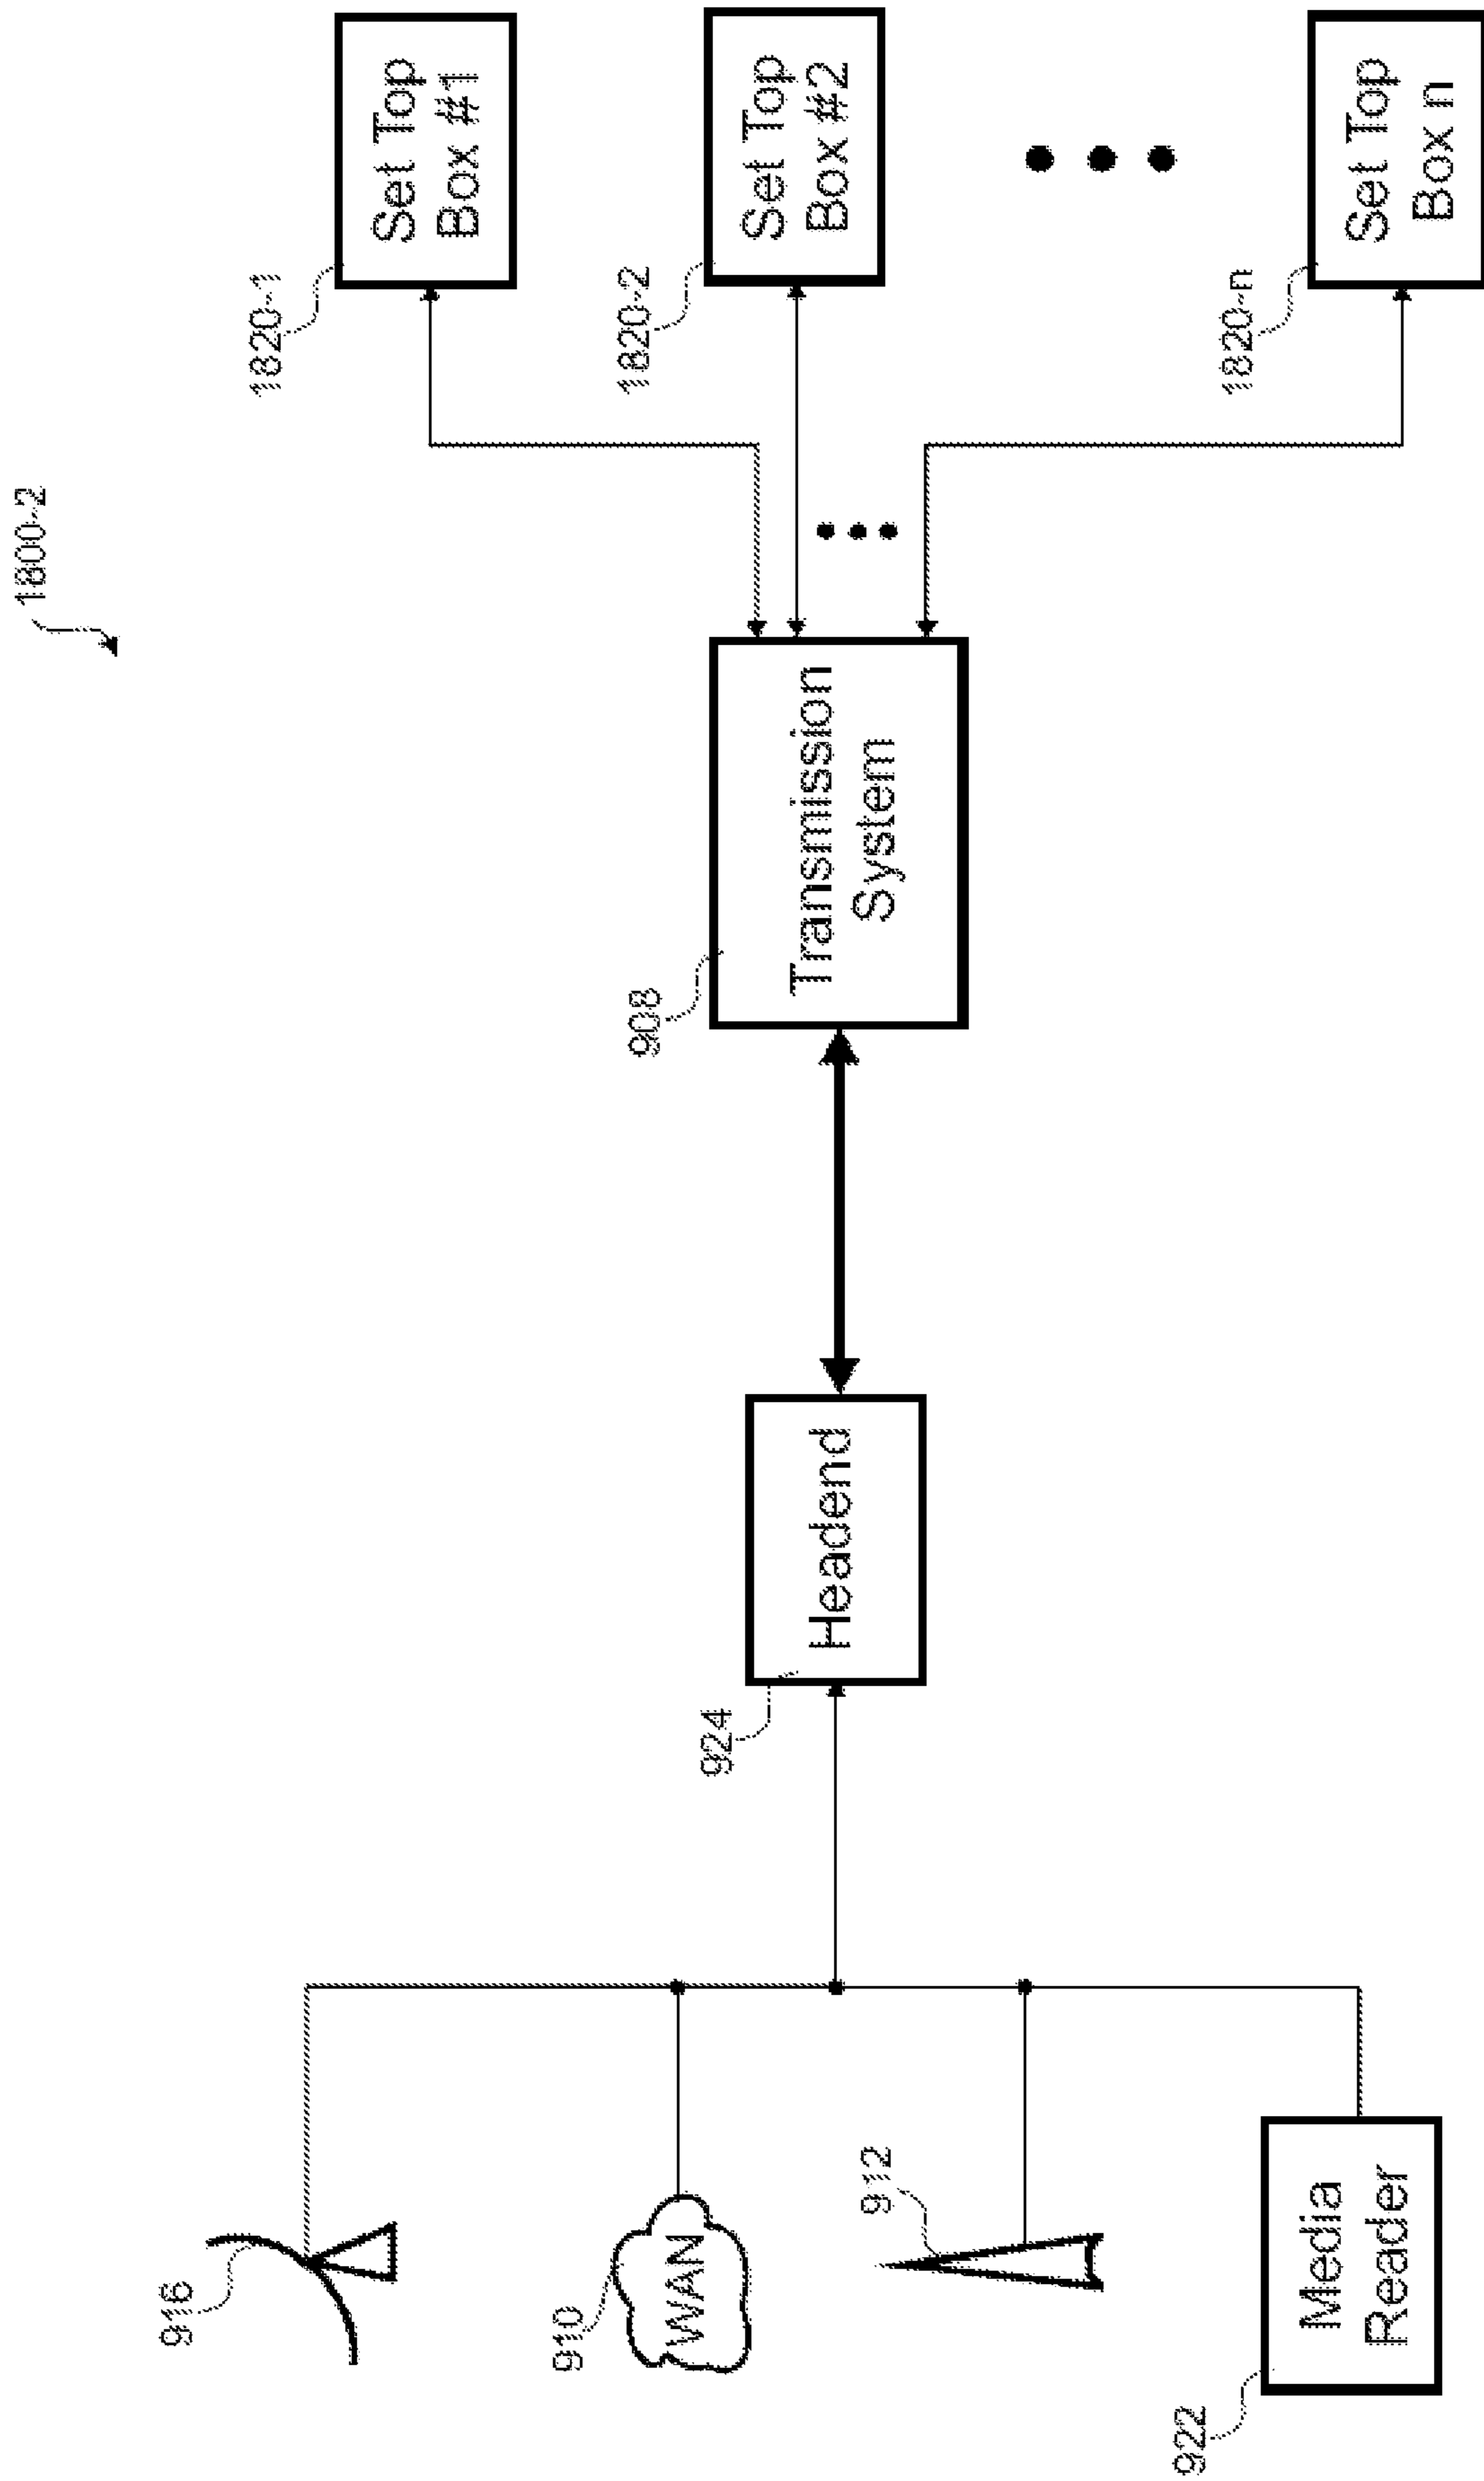 1800-2
916
910
WAN
912
922
Media
Reader
924
Headend
908
Transmission
System
1820-1
Set Top
Box #1
1820-2
Set Top
Box #2
1820-n
Set Top
Box n